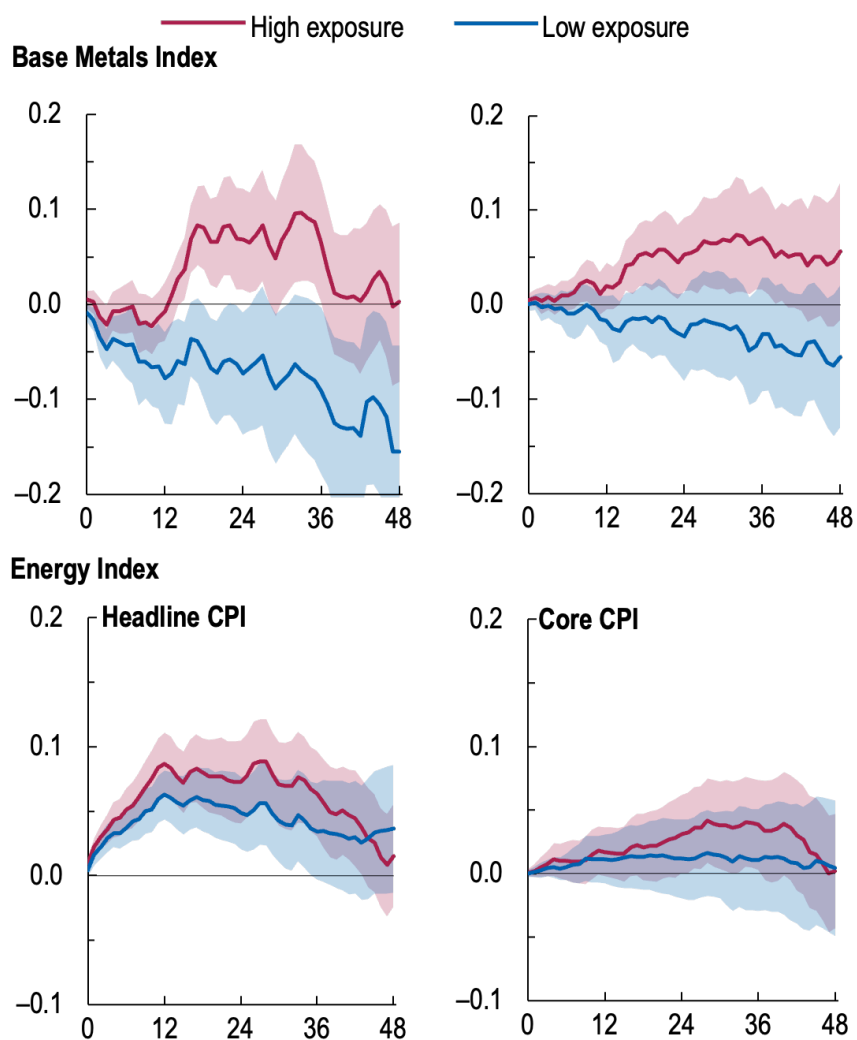 High exposure Low exposure
Base Metals Index
0.2 0.2
0.1 0.1
0.0 0.0
–0.1 –0.1
–0.2 –0.2
0 12 24 36 48 0 12 24 36 48
Energy Index
Headline CPI Core CPI
0.2 0.2
0.1 0.1
0.0 0.0
–0.1 –0.1
0 12 24 36 48 0 12 24 36 48